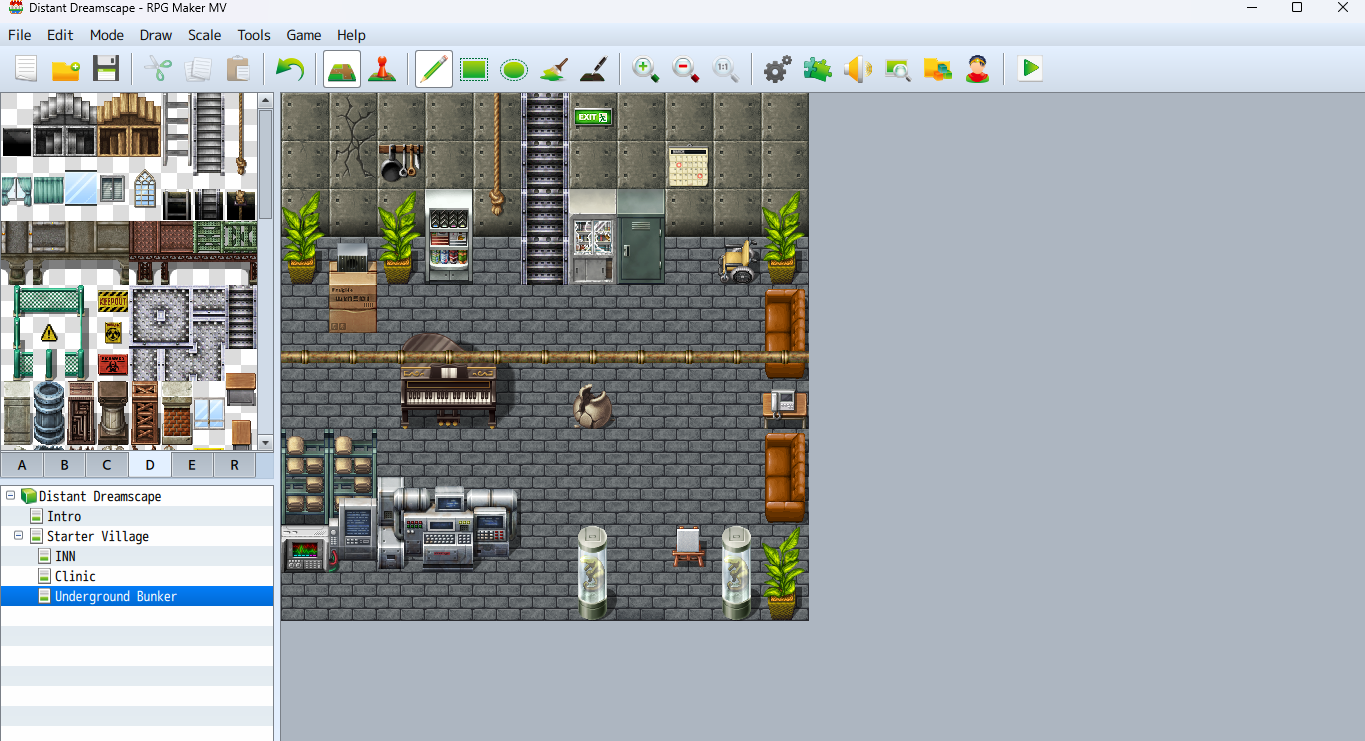 Distant Dreamscape - RPG Maker MV
File Edit Mode Draw Scale Tools Game Help
1:1
EXIT
MARCH
KEEPOUT
A B C D E R
Distant Dreamscape
Intro
Starter Village
INN
Clinic
Underground Bunker